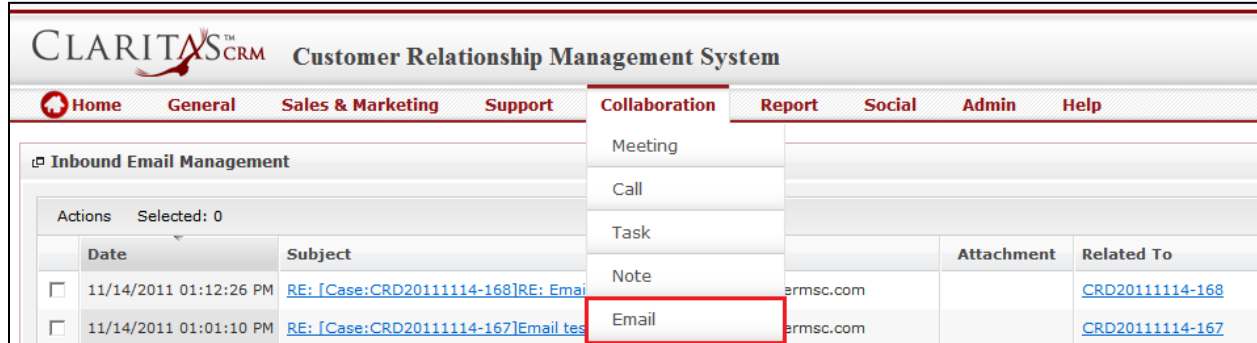 CLARITAS™ CRM Customer Relationship Management System
Home General Sales & Marketing Support Collaboration Report Social Admin Help
Meeting
Inbound Email Management
Call
Actions Selected: 0
Task
Date Subject Attachment Related To
Note
11/14/2011 01:12:26 PM RE: [Case:CRD20111114-168]RE: Emai ermsc.com CRD20111114-168
Email
11/14/2011 01:01:10 PM RE: [Case:CRD20111114-167]Email tes ermsc.com CRD20111114-167